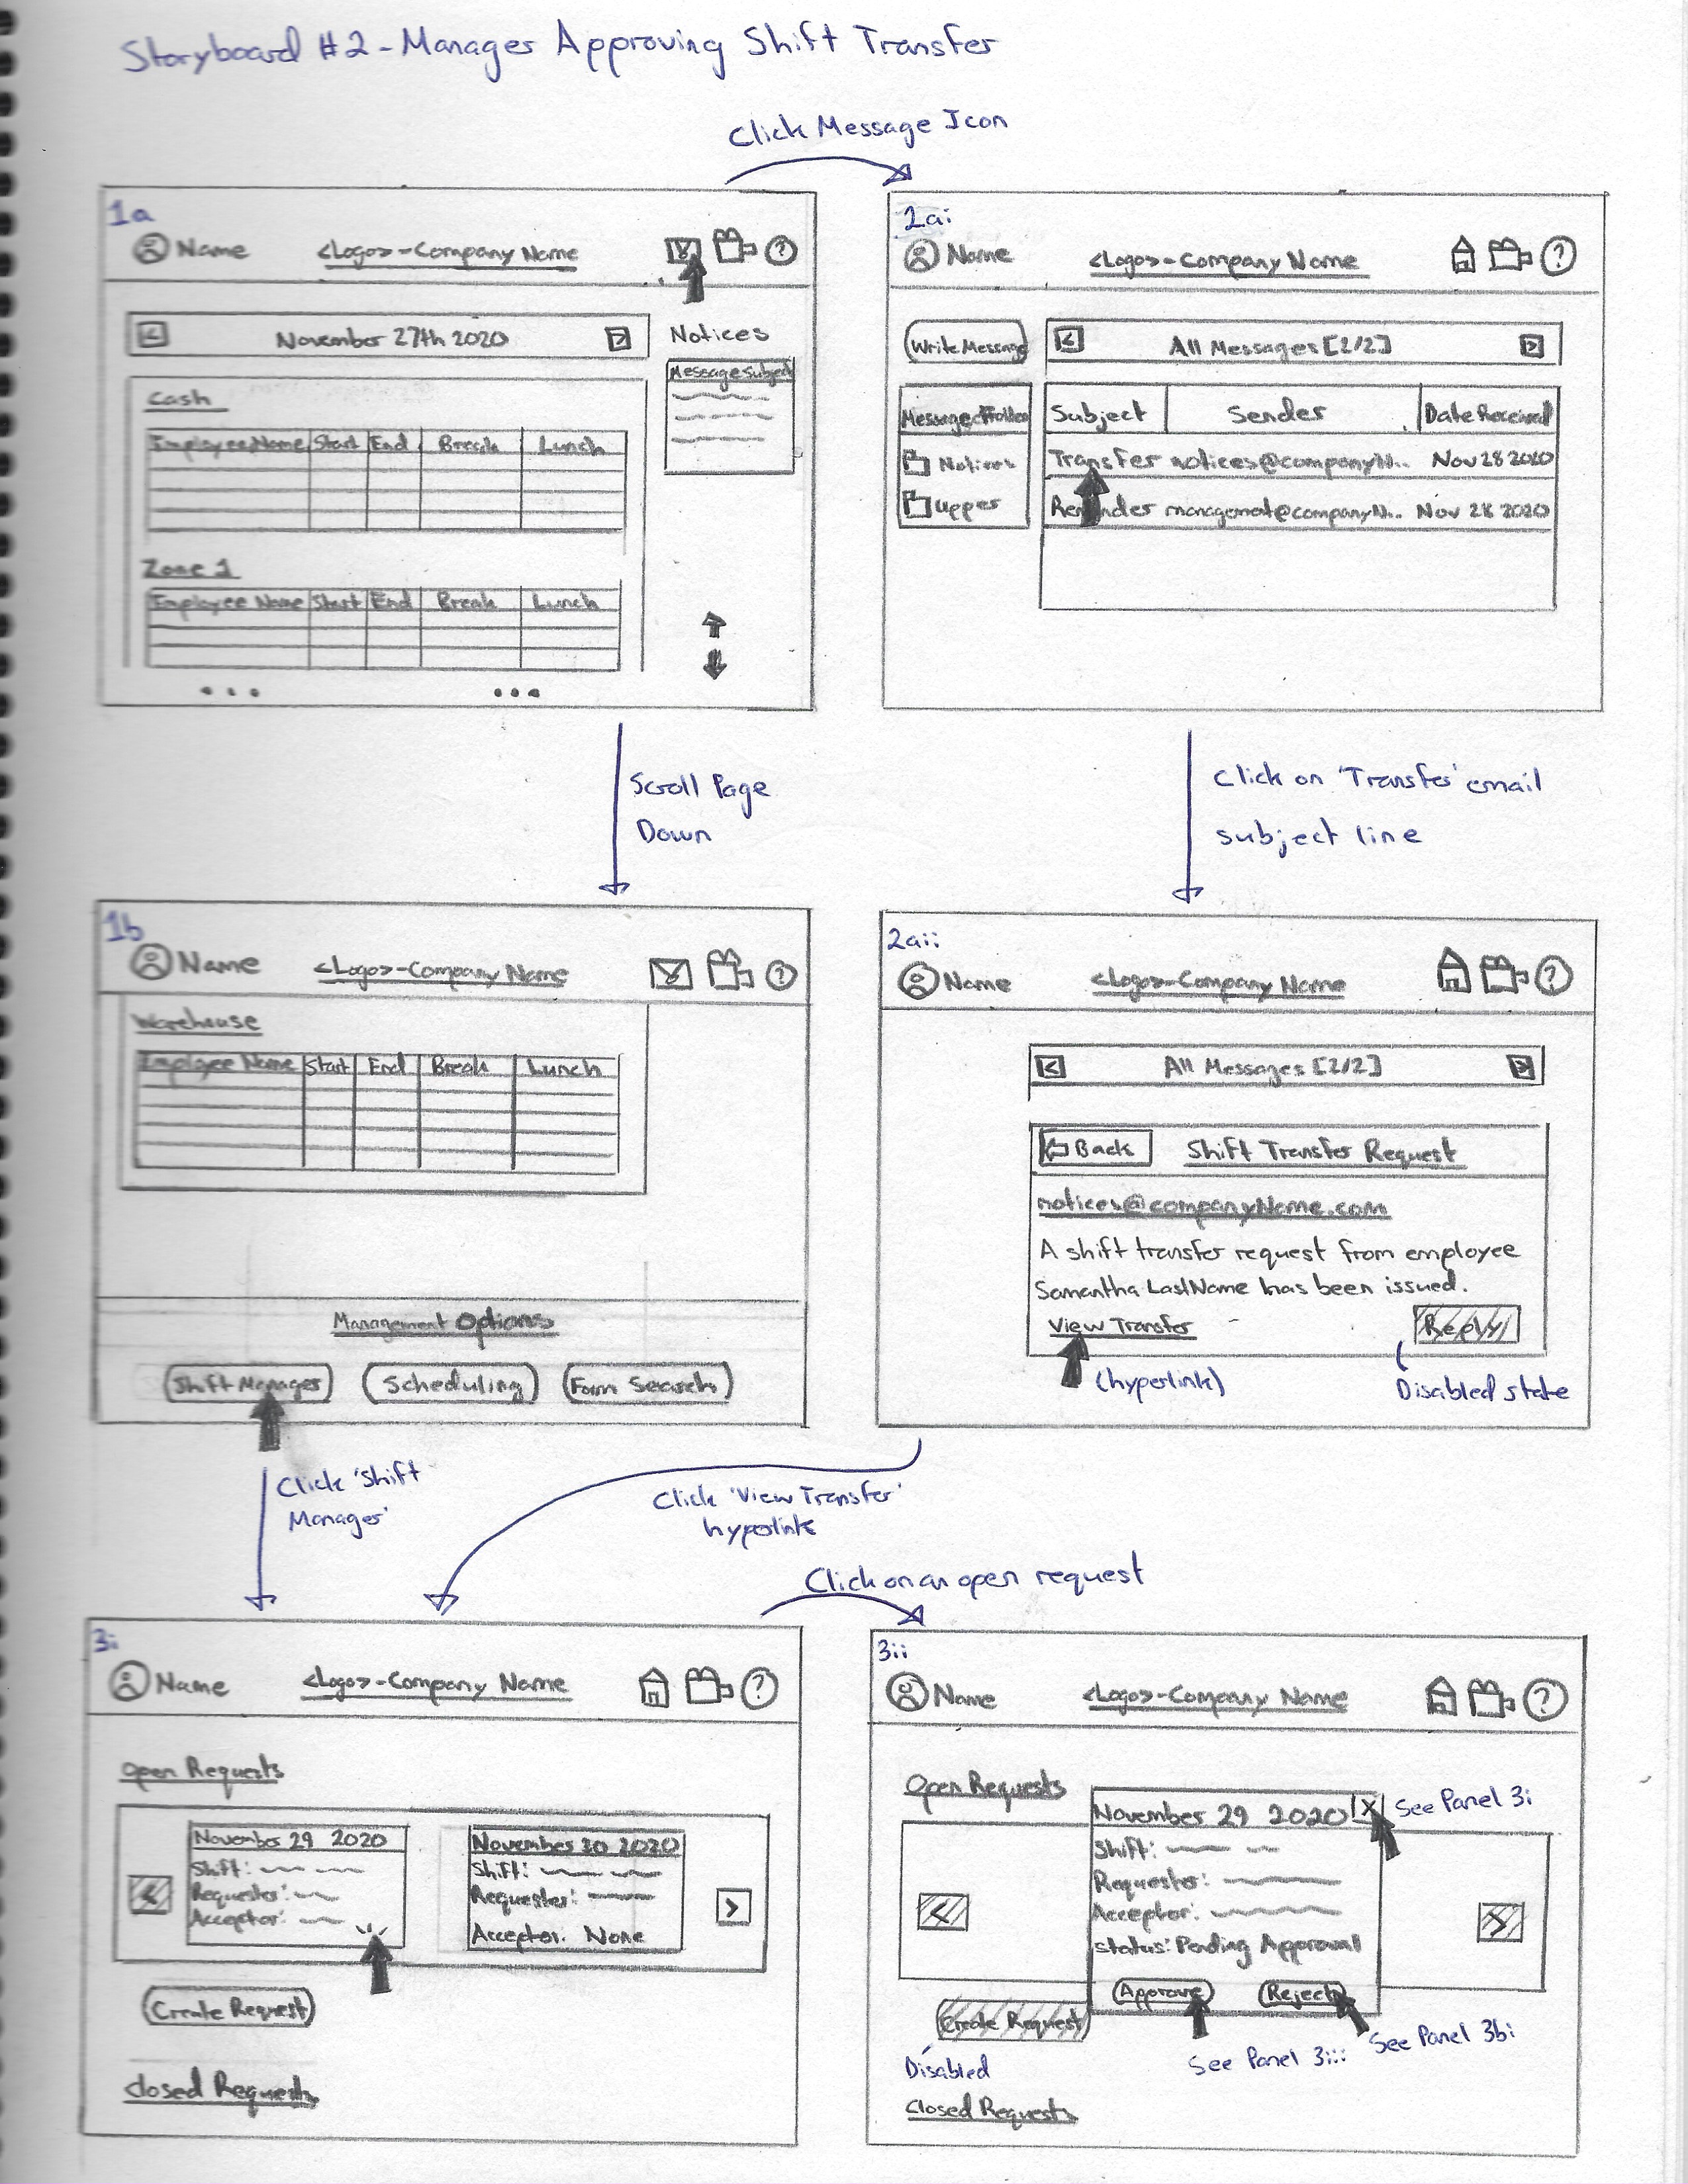 Storyboard #2 - Manager Approving Shift Transfer
Click Message Icon
1a
Name
<Logo>-Company Name
?
<
November 27th 2020
>
Notices
Message Subject
Cash
Employee Name Start End Break Lunch
Zone 1
Employee Name Start End Break Lunch
... ...
2ai
Name
<Logo>-Company Name
?
Write Message
<
All Messages [2/2]
>
Message Folder
Notices
Upper
Subject Sender Date Received
Transfer notices@companyN.. Nov 28 2020
Reminder management@companyN.. Nov 28 2020
Scroll Page
Down
Click on 'Transfer' email
subject line
1b
Name
<Logo>-Company Name
?
Warehouse
Employee Name Start End Break Lunch
Management Options
Shift Manager
Scheduling
Form Search
2aii
Name
<Logo>-Company Name
?
<
All Messages [2/2]
>
Back
Shift Transfer Request
notices@companyName.com
A shift transfer request from employee
Samantha LastName has been issued.
View Transfer
Reply
(hyperlink)
Disabled state
Click 'Shift
Manager'
Click 'View Transfer'
hyperlink
Click on an open request
3i
Name
<Logo>-Company Name
?
Open Requests
<
November 29 2020
Shift:
Requester:
Acceptor:
November 30 2020
Shift:
Requester:
Acceptor: None
>
Create Request
Closed Requests
3ii
Name
<Logo>-Company Name
?
Open Requests
<
November 29 2020
X
See Panel 3i
Shift:
Requester:
Acceptor:
Status: Pending Approval
Approve
Reject
>
Create Request
Disabled
See Panel 3iii
See Panel 3bi
Closed Requests